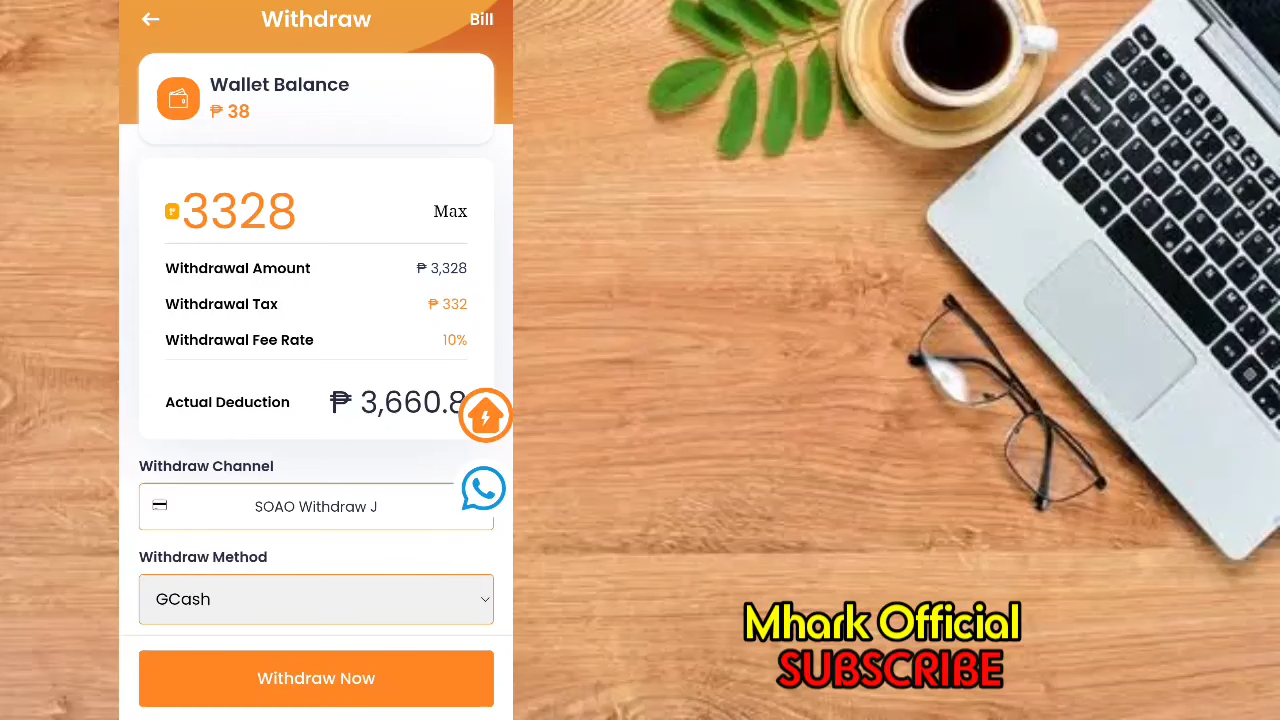 Withdraw
Bill
Wallet Balance
₱ 38
3328
Max
Withdrawal Amount
₱ 3,328
Withdrawal Tax
₱ 332
Withdrawal Fee Rate
10%
Actual Deduction
₱ 3,660.8
Withdraw Channel
SOAO Withdraw J
Withdraw Method
GCash
Withdraw Now
Mhark Official
SUBSCRIBE